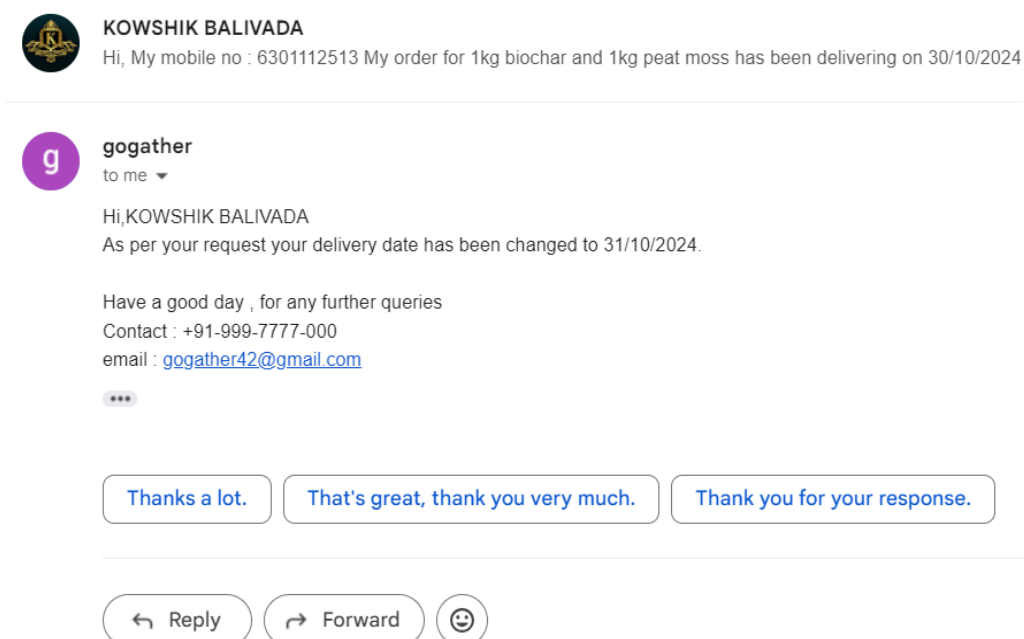 K
KOWSHIK BALIVADA
Hi, My mobile no : 6301112513 My order for 1kg biochar and 1kg peat moss has been delivering on 30/10/2024
g
gogather
to me
Hi,KOWSHIK BALIVADA
As per your request your delivery date has been changed to 31/10/2024.
Have a good day , for any further queries
Contact : +91-999-7777-000
email : gogather42@gmail.com
•••
Thanks a lot. That's great, thank you very much. Thank you for your response.
Reply Forward